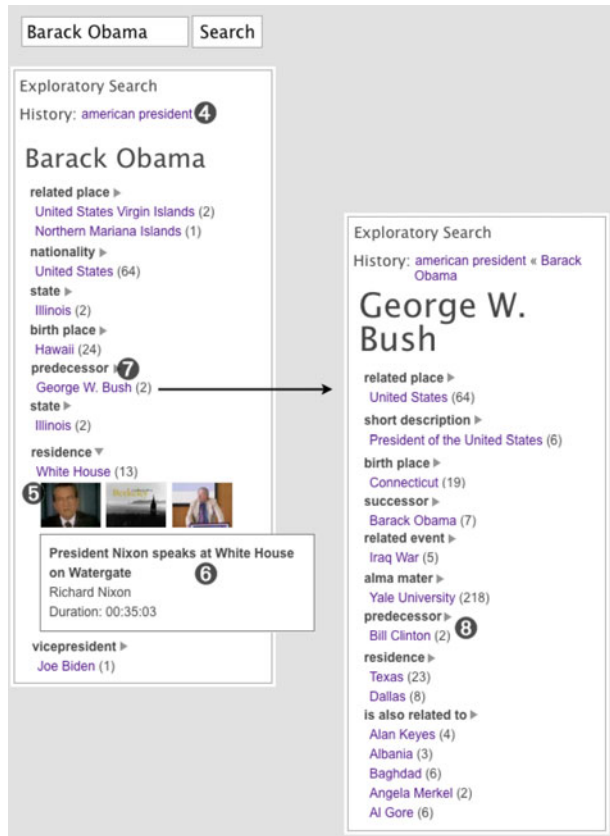 Barack Obama Search
Exploratory Search
History: american president ❹
Barack Obama
related place ▶
United States Virgin Islands (2)
Northern Mariana Islands (1)
nationality ▶
United States (64)
state ▶
Illinois (2)
birth place ▶
Hawaii (24)
predecessor ▶ ❼
George W. Bush (2)
state ▶
Illinois (2)
residence ▼
White House (13)
❺
Berkeley
President Nixon speaks at White House
on Watergate ❻
Richard Nixon
Duration: 00:35:03
vicepresident ▶
Joe Biden (1)
Exploratory Search
History: american president « Barack
Obama
George W.
Bush
related place ▶
United States (64)
short description ▶
President of the United States (6)
birth place ▶
Connecticut (19)
successor ▶
Barack Obama (7)
related event ▶
Iraq War (5)
alma mater ▶
Yale University (218)
predecessor ▶
Bill Clinton (2) ❽
residence ▶
Texas (23)
Dallas (8)
is also related to ▶
Alan Keyes (4)
Albania (3)
Baghdad (6)
Angela Merkel (2)
Al Gore (6)